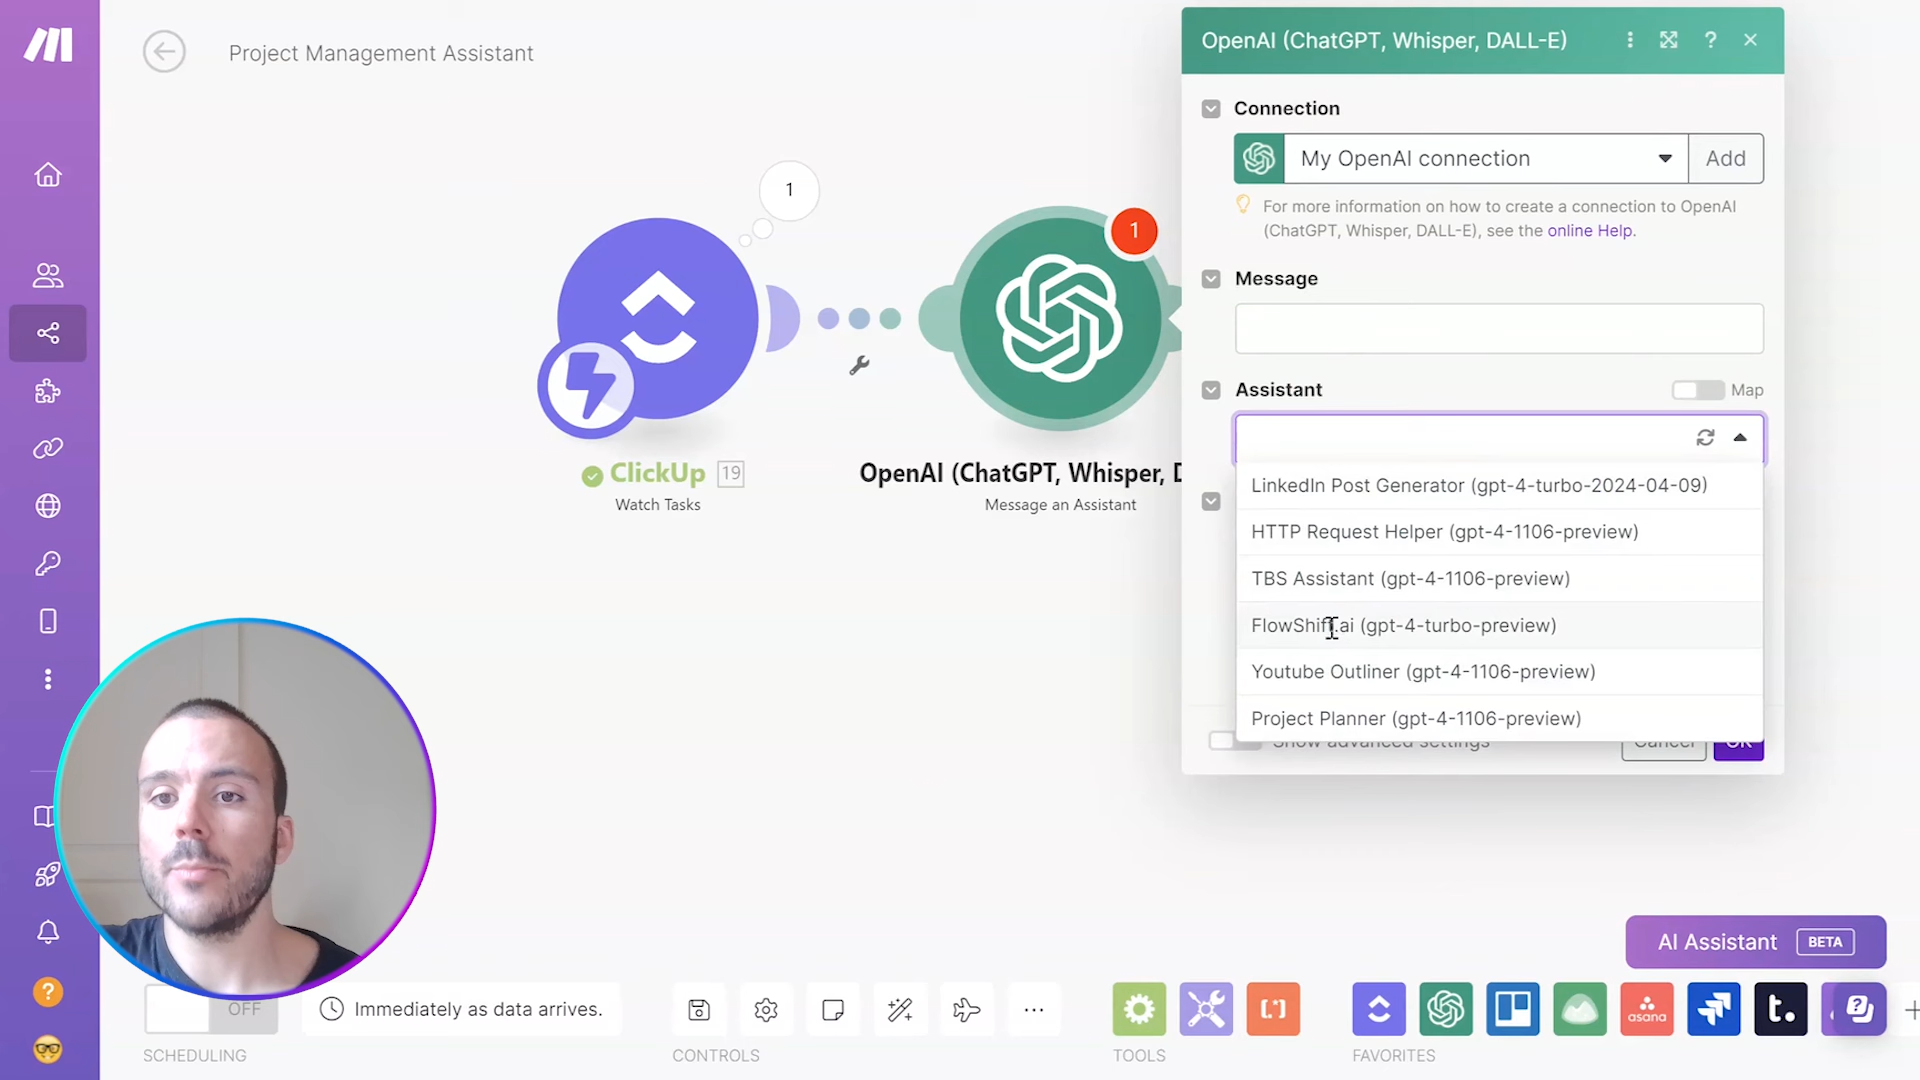 Project Management Assistant
1
ClickUp 19
Watch Tasks
1
OpenAI (ChatGPT, Whisper, D
Message an Assistant
OpenAI (ChatGPT, Whisper, DALL-E)
?
Connection
My OpenAI connection
Add
For more information on how to create a connection to OpenAI
(ChatGPT, Whisper, DALL-E), see the online Help.
Message
Assistant
Map
LinkedIn Post Generator (gpt-4-turbo-2024-04-09)
HTTP Request Helper (gpt-4-1106-preview)
TBS Assistant (gpt-4-1106-preview)
FlowShift.ai (gpt-4-turbo-preview)
Youtube Outliner (gpt-4-1106-preview)
Project Planner (gpt-4-1106-preview)
Show advanced settings
Cancel
OK
AI Assistant BETA
?
OFF
Immediately as data arrives.
SCHEDULING
CONTROLS
TOOLS
asana
t.
?
FAVORITES